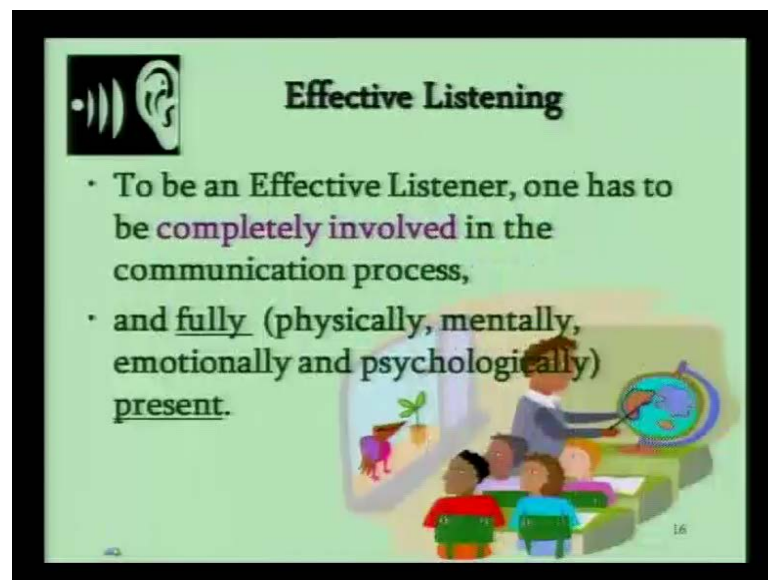 Effective Listening
· To be an Effective Listener, one has to
be completely involved in the
communication process,
· and fully (physically, mentally,
emotionally and psychologically)
present.
16